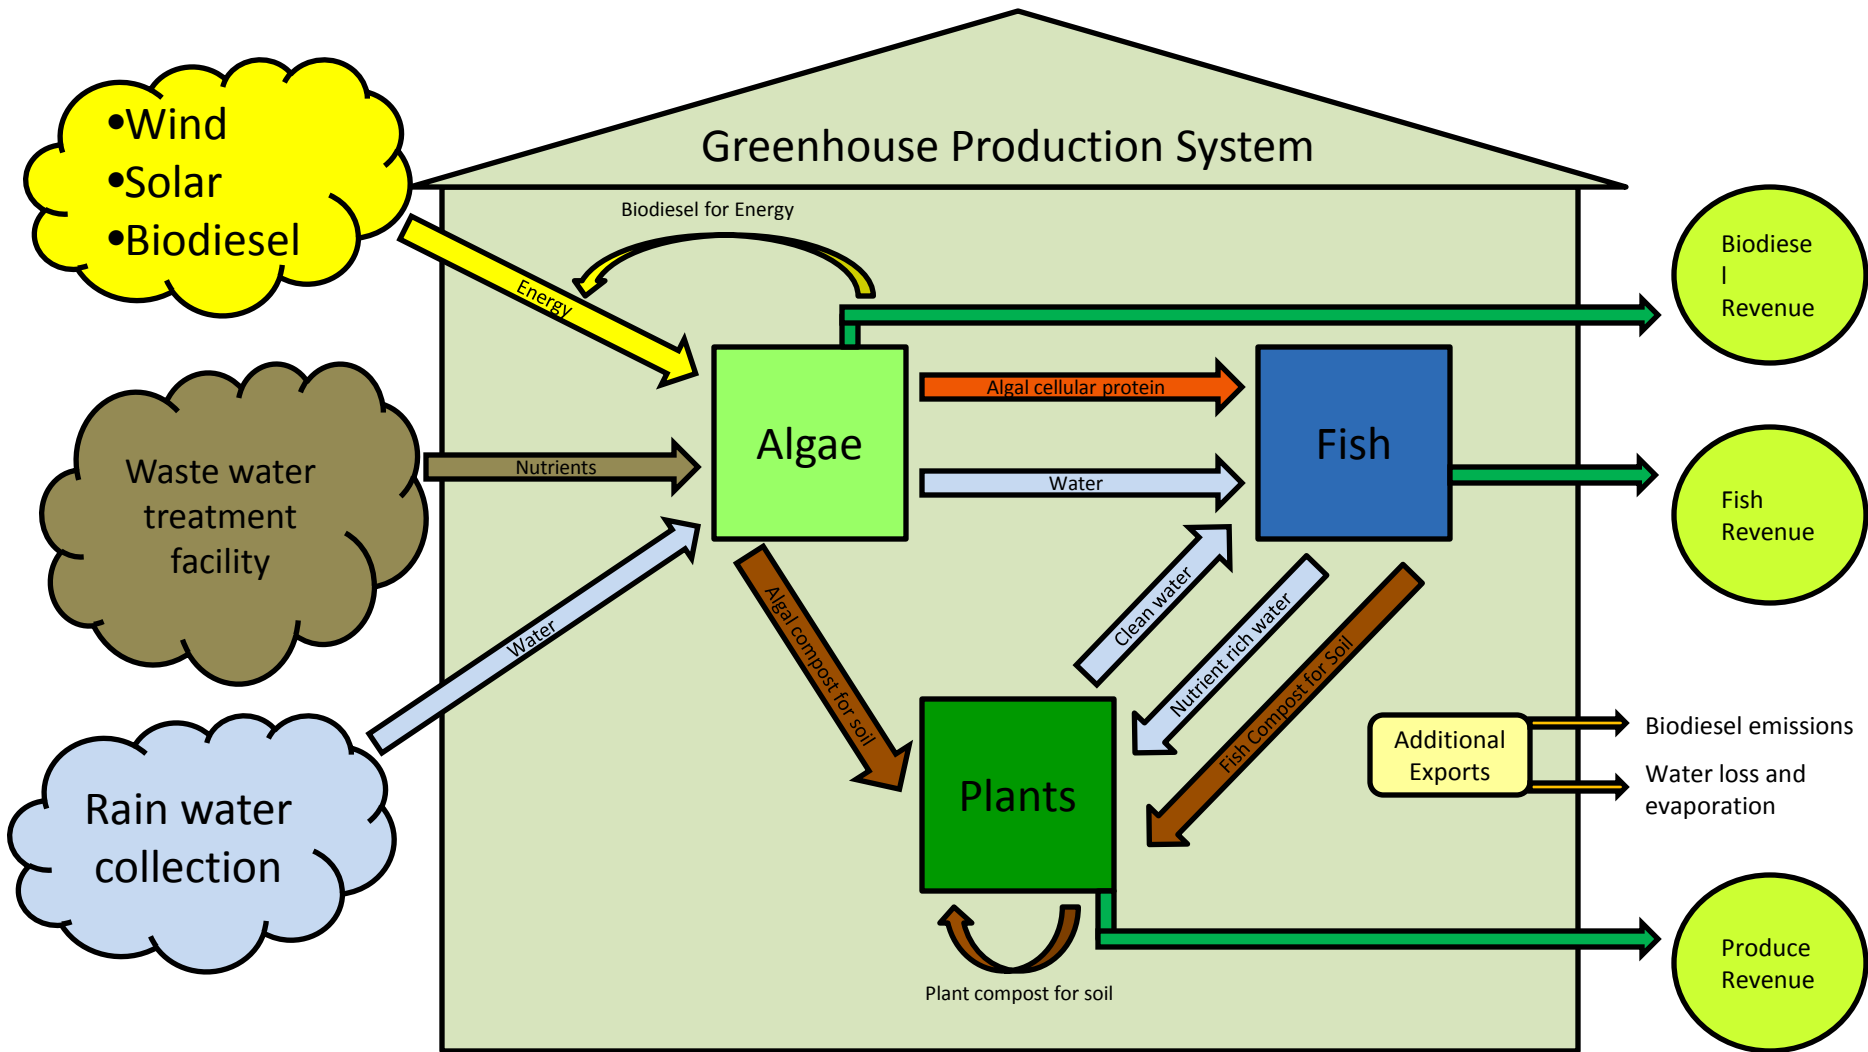 Greenhouse Production System
•Wind
•Solar
•Biodiesel
Biodiesel for Energy
Energy
Biodiese
l
Revenue
Algae
Algal cellular protein
Water
Fish
Waste water
treatment
facility
Nutrients
Fish
Revenue
Water
Algal compost for soil
Clean water
Nutrient rich water
Fish Compost for Soil
Rain water
collection
Plants
Additional
Exports
Biodiesel emissions
Water loss and
evaporation
Plant compost for soil
Produce
Revenue